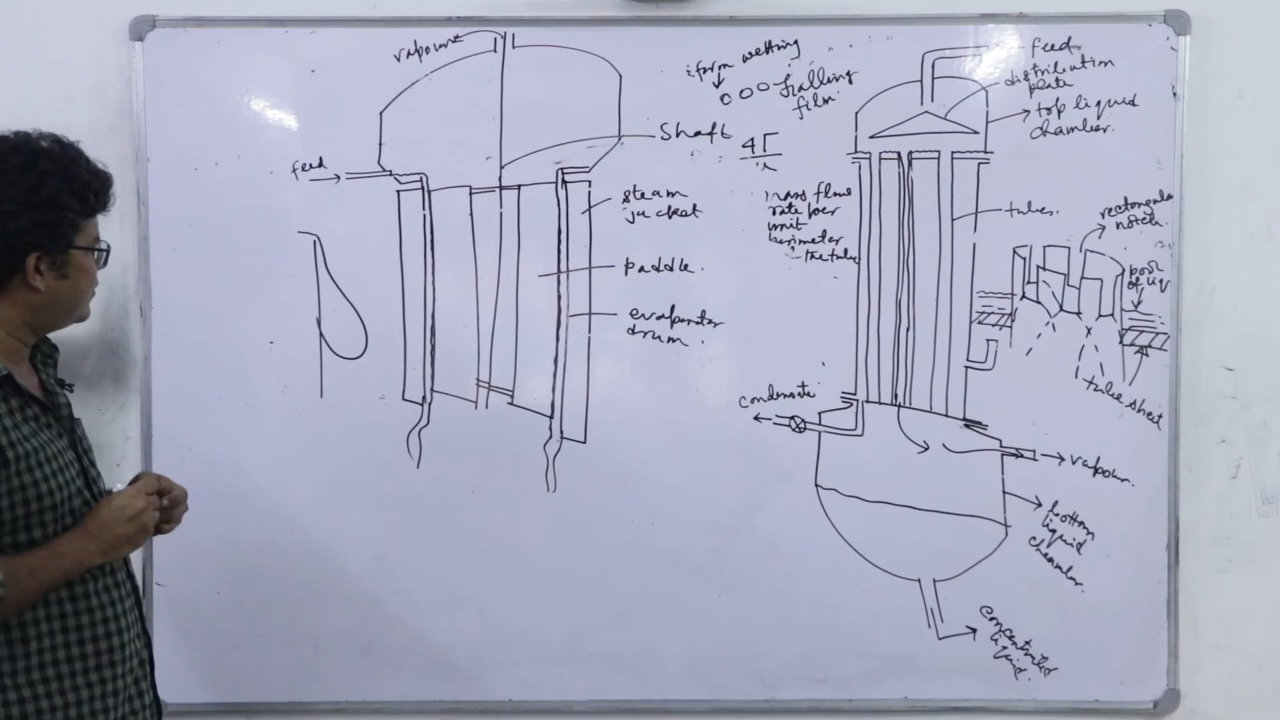 vapour
feed
Shaft
steam
jacket
paddle.
evaporator
drum.
wetting
falling
film
4Γ
mass flow
rate per
unit
perimeter
the tube
feed
distribution
plate
top liquid
chamber.
tubes.
rectangular
notch.
pool
of liq
tube sheet
condensate
vapour.
bottom
liquid
chamber.
concentrated
liquid.